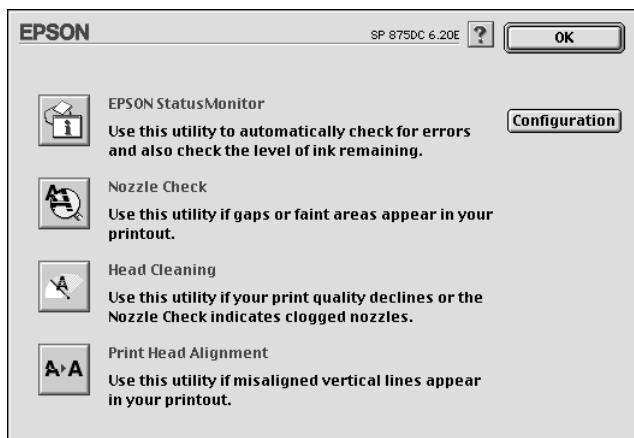 EPSON
SP 875DC 6.20E
?
OK
EPSON StatusMonitor
Use this utility to automatically check for errors
and also check the level of ink remaining.
Configuration
Nozzle Check
Use this utility if gaps or faint areas appear in your
printout.
Head Cleaning
Use this utility if your print quality declines or the
Nozzle Check indicates clogged nozzles.
A A
Print Head Alignment
Use this utility if misaligned vertical lines appear
in your printout.